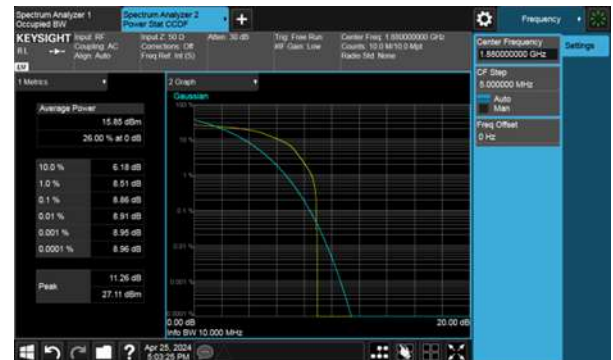 Spectrum Analyzer 1
Occupied BW
Spectrum Analyzer 2
Power Stat CCDF
+
Frequency
KEYSIGHT
RL
Input: RF
Coupling: AC
Align: Auto
Input Z: 50 Ω
Corrections: Off
Freq Ref: Int (S)
Atten: 30 dB
Trig: Free Run
#IF Gain: Low
Center Freq: 1.880000000 GHz
Counts: 10.0 M/10.0 Mpt
Radio Std: None
1 Metrics
2 Graph
Average Power
15.85 dBm
26.00 % at 0 dB
10.0 % 6.18 dB
1.0 % 8.51 dB
0.1 % 8.86 dB
0.01 % 8.91 dB
0.001 % 8.95 dB
0.0001 % 8.96 dB
Peak
11.26 dB
27.11 dBm
Gaussian
100 %
10 %
1 %
0.1 %
0.01 %
0.001 %
0.0001 %
0.00 dB
20.00 dB
Info BW 10.000 MHz
Center Frequency
1.880000000 GHz
Settings
CF Step
5.000000 MHz
Auto
Man
Freq Offset
0 Hz
?
Apr 25, 2024
5:03:25 PM